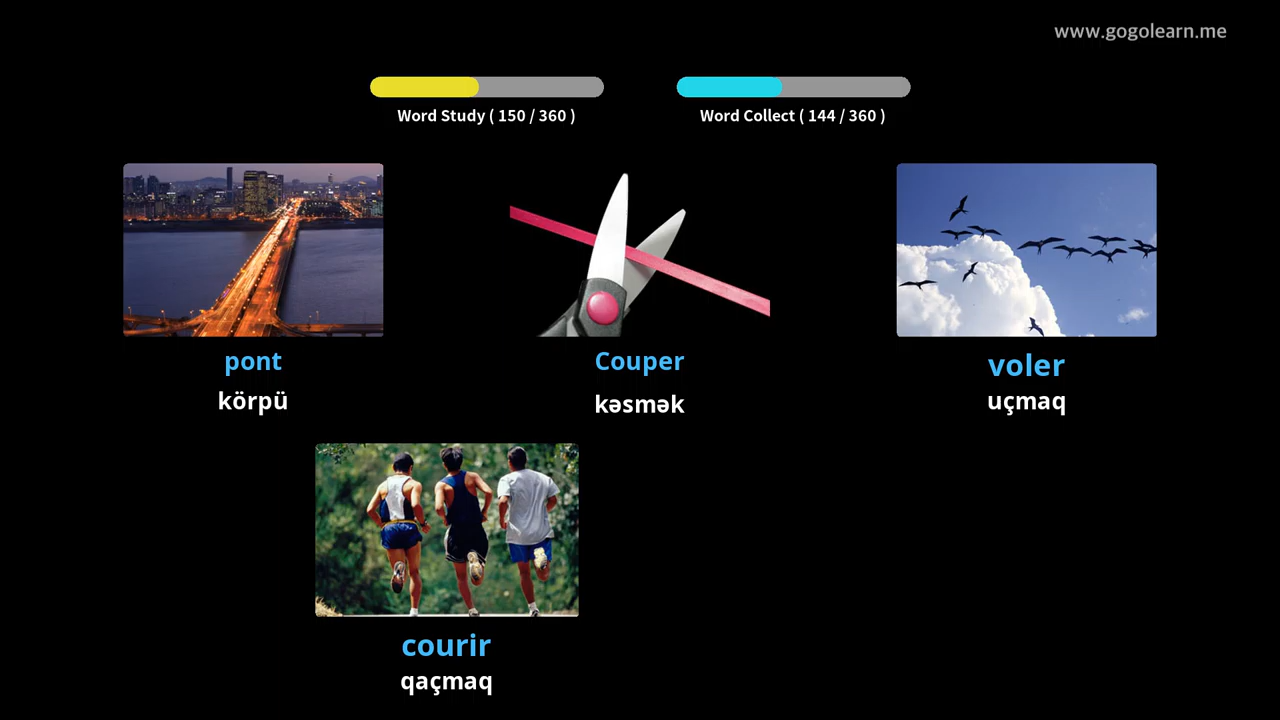 www.gogolearn.me
Word Study ( 150 / 360 )
Word Collect ( 144 / 360 )
pont
körpü
Couper
kəsmək
voler
uçmaq
courir
qaçmaq